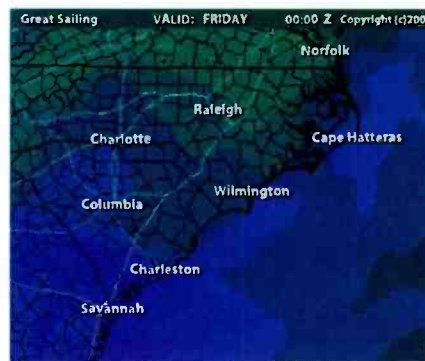 Great Sailing VALID: FRIDAY 00:00 Z Copyright (c)200
Norfolk
Raleigh
Charlotte
Cape Hatteras
Wilmington
Columbia
Charleston
Savannah